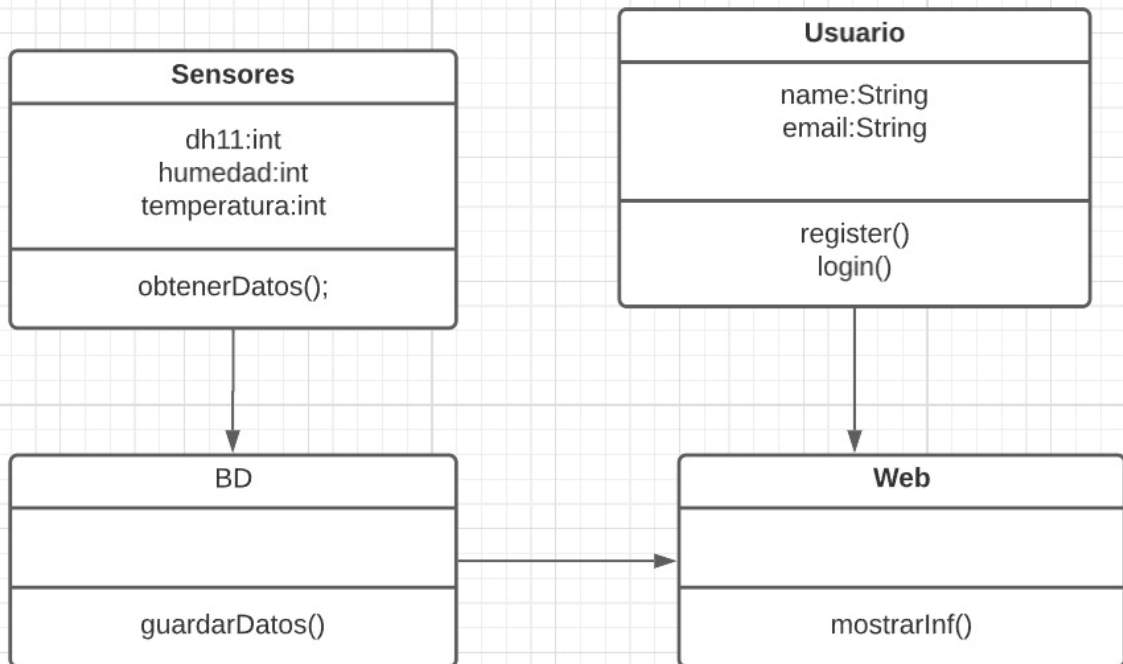 Sensores
dh11:int
humedad:int
temperatura:int
obtenerDatos();
Usuario
name:String
email:String
register()
login()
BD
guardarDatos()
Web
mostrarInf()